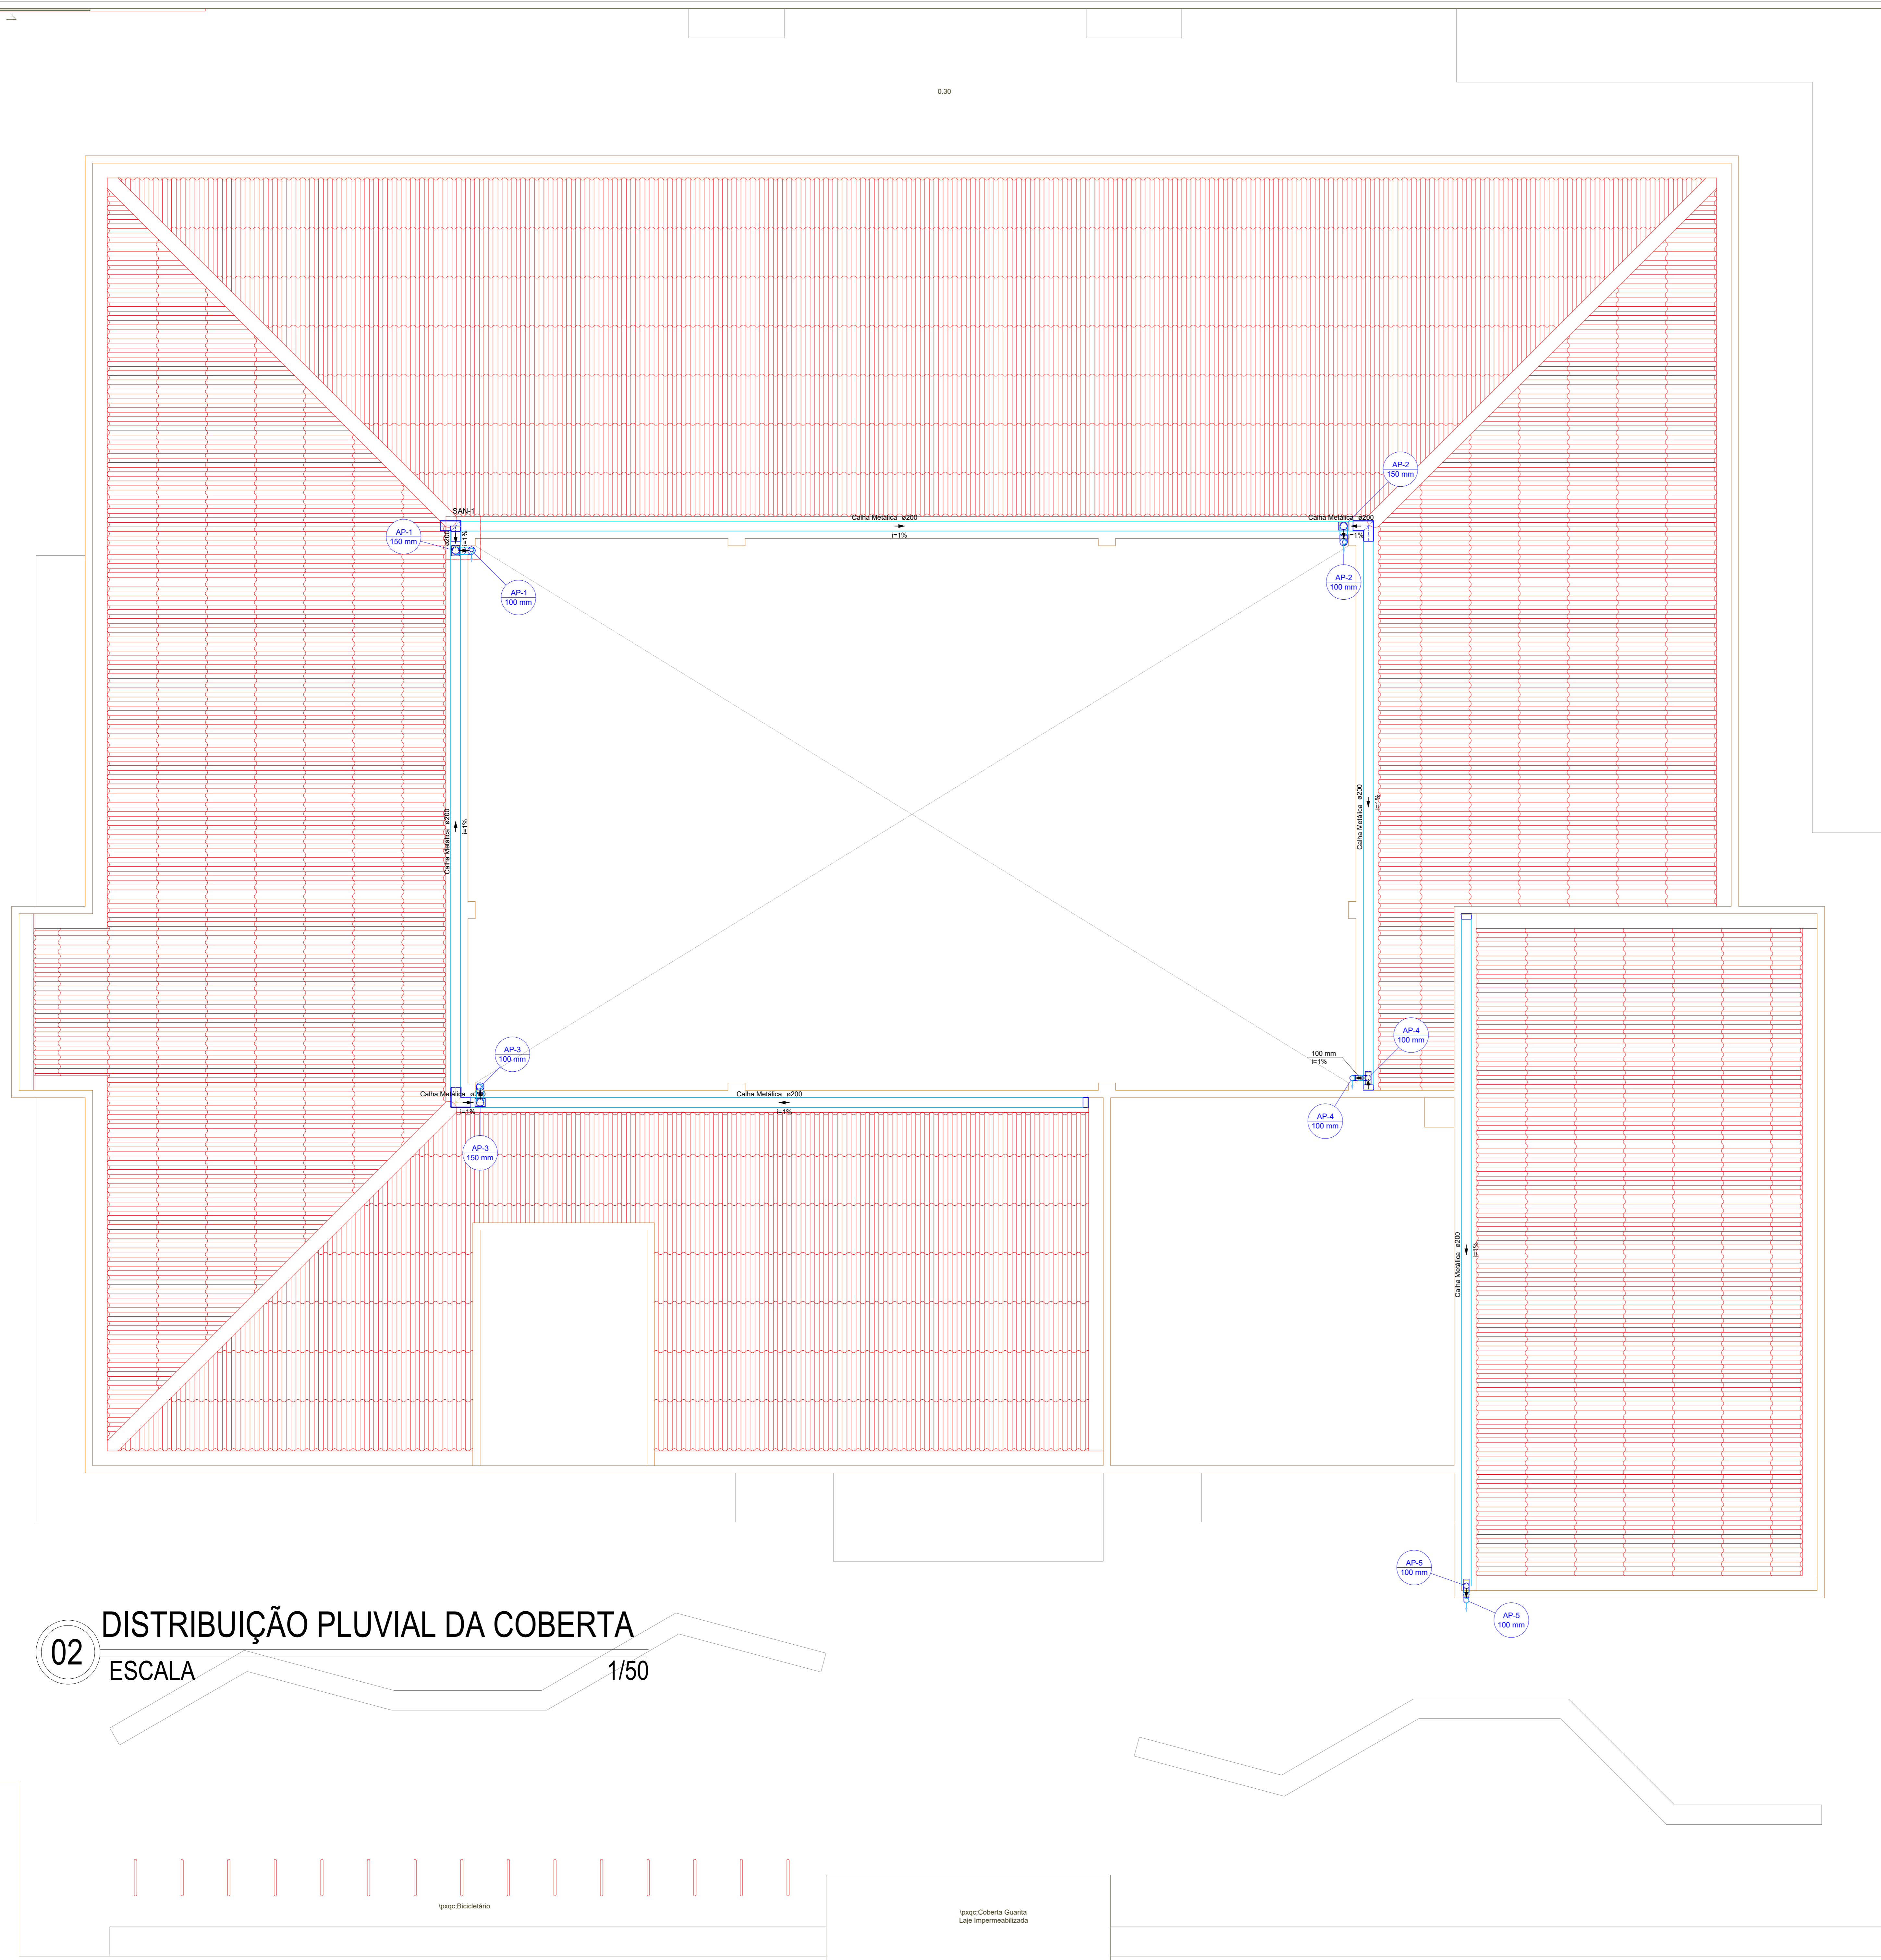 0.30
AP-2
150 mm
SAN-1
Calha Metálica ø200
i=1%
Calha Metálica ø200
i=1%
AP-1
150 mm
ø200
i=1%
AP-1
100 mm
AP-2
100 mm
Calha Metálica ø200
i=1%
Calha Metálica ø200
i=1%
AP-3
100 mm
AP-4
100 mm
100 mm
i=1%
Calha Metálica ø200
i=1%
Calha Metálica ø200
i=1%
AP-4
100 mm
AP-3
150 mm
Calha Metálica ø200
i=1%
AP-5
100 mm
AP-5
100 mm
02
DISTRIBUIÇÃO PLUVIAL DA COBERTA
ESCALA
1/50
\pxqc;Bicicletário
\pxqc;Coberta Guarita
Laje Impermeabilizada